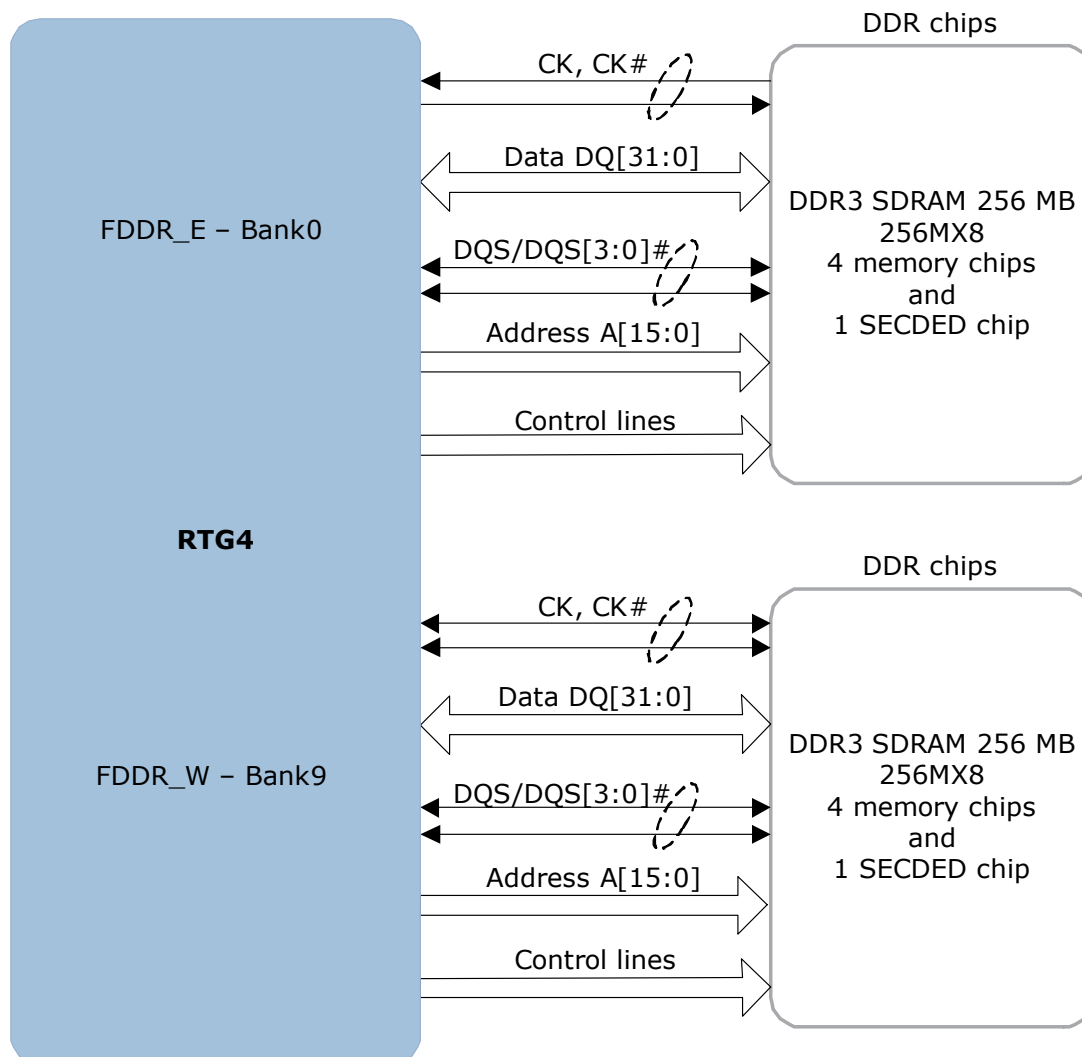 DDR chips
CK, CK#
Data DQ[31:0]
FDDR_E – Bank0
DQS/DQS[3:0]#
Address A[15:0]
Control lines
DDR3 SDRAM 256 MB
256MX8
4 memory chips
and
1 SECDED chip
RTG4
DDR chips
CK, CK#
Data DQ[31:0]
FDDR_W – Bank9
DQS/DQS[3:0]#
Address A[15:0]
Control lines
DDR3 SDRAM 256 MB
256MX8
4 memory chips
and
1 SECDED chip